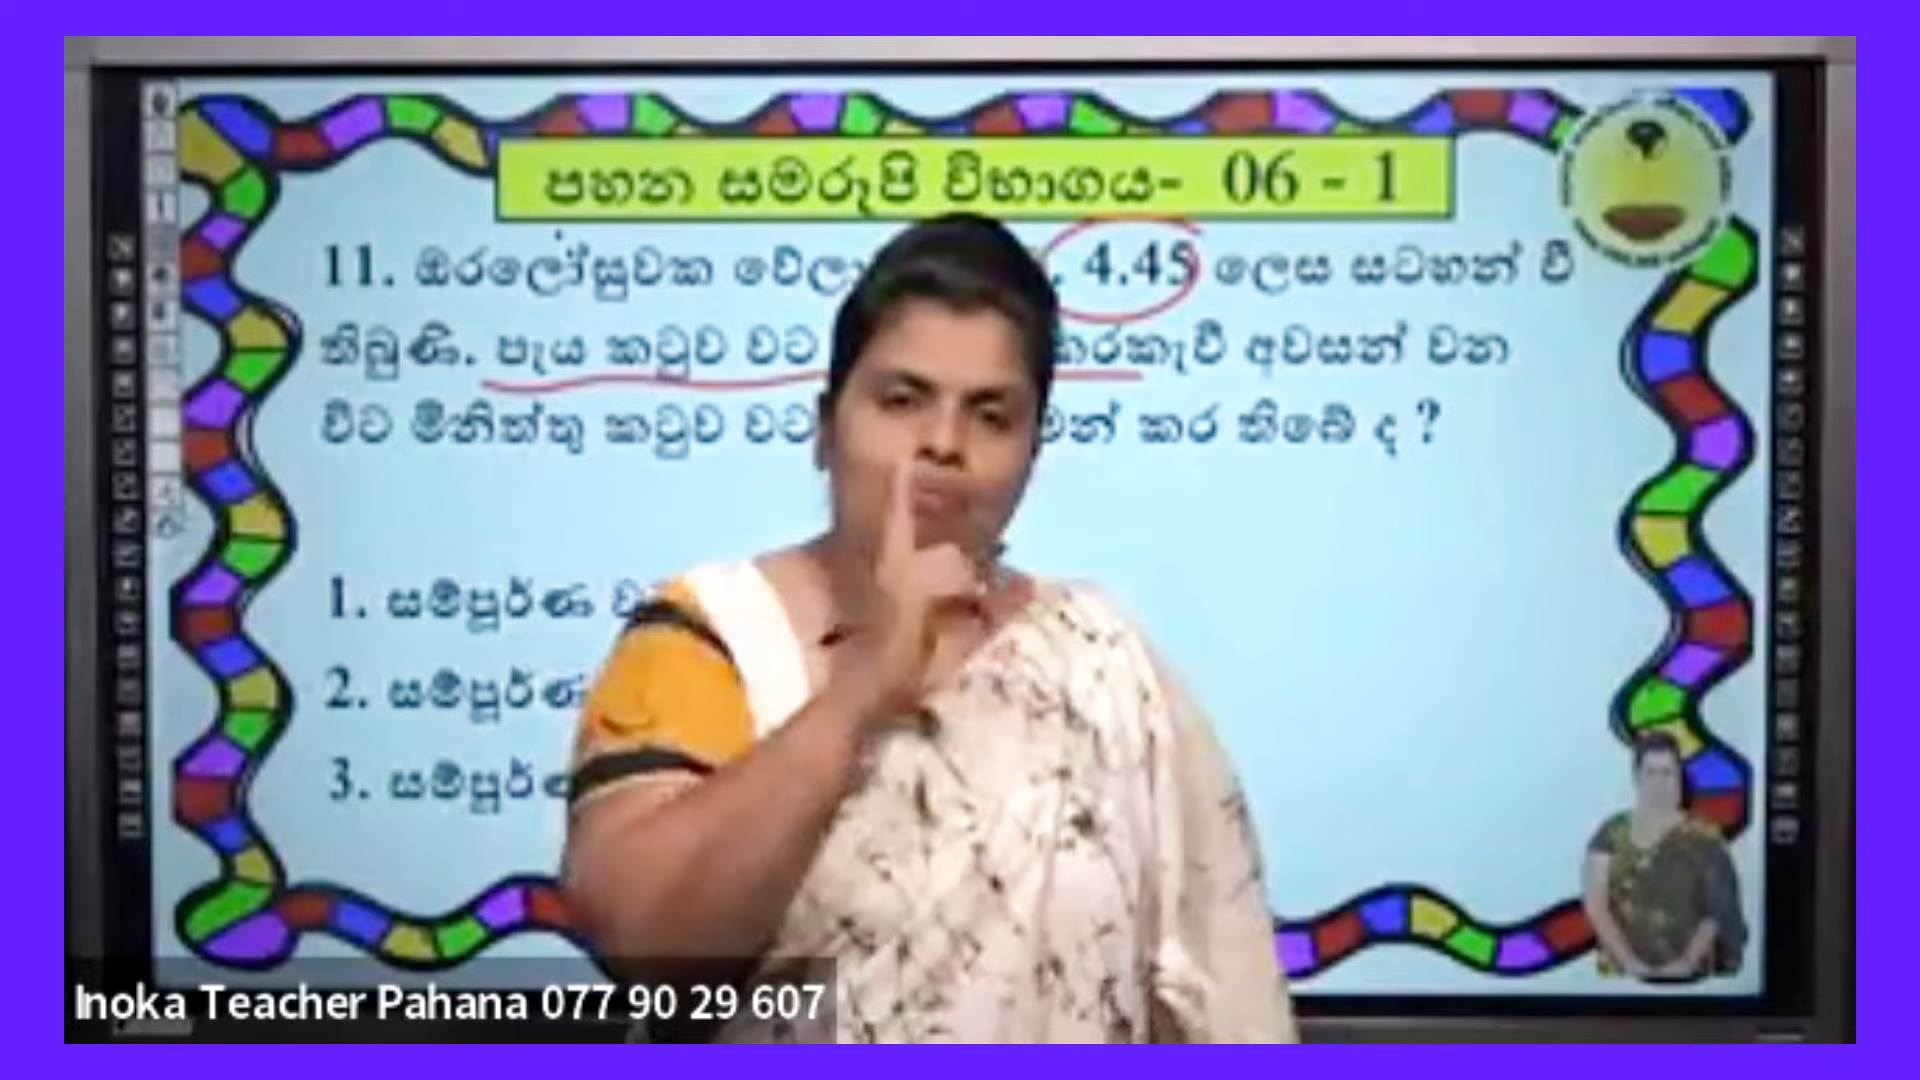 පහන සමරූපි විභාගය- 06 - 1
11. ඔරලෝසුවක 4.45 ලෙස සටහන් වී
තිබුණි. පැය කටුව වට කරකැවී අවසන් වන
විට මිනිත්තු කටුව වට කර තිබේ ද ?
1. සම්පූර්ණ
2. සම්පූර්ණ
3. සම්පූර්ණ
Inoka Teacher Pahana 077 90 29 607